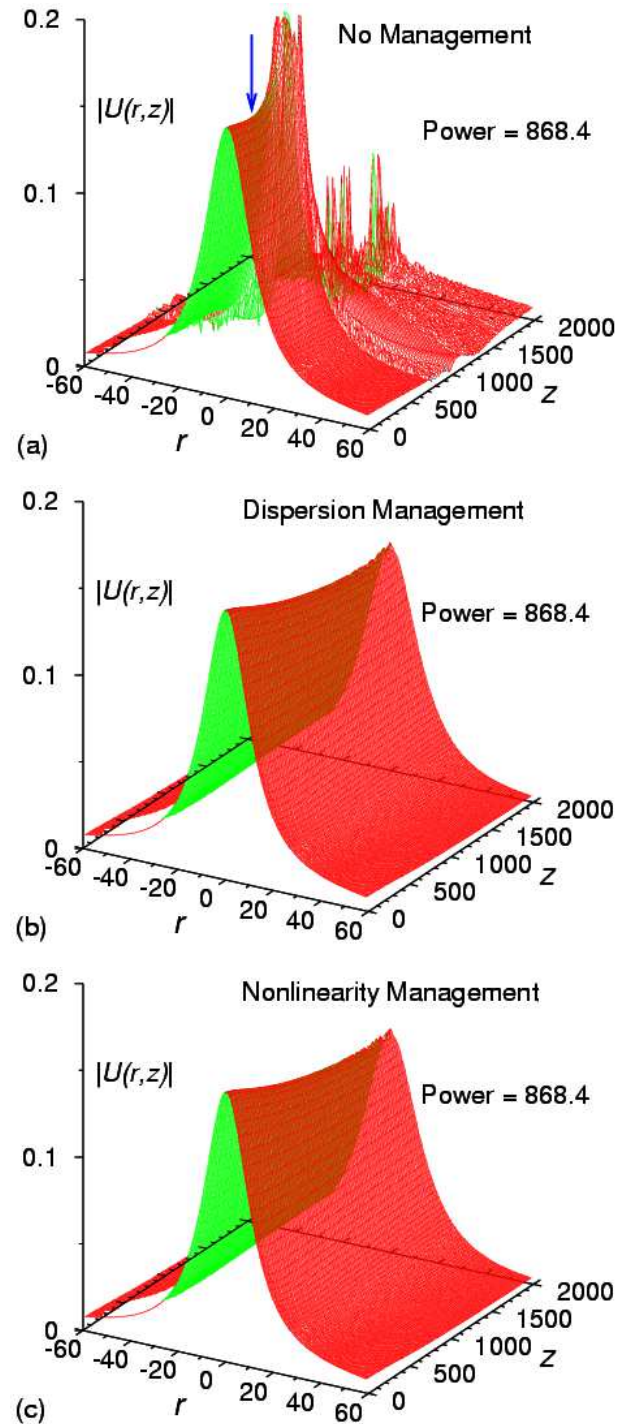 0.2
No Management
|U(r,z)|
Power = 868.4
0.1
0
-60
-40
-20
0
20
40
60
r
0
500
1000
1500
2000
z
(a)
0.2
Dispersion Management
|U(r,z)|
Power = 868.4
0.1
0
-60
-40
-20
0
20
40
60
r
0
500
1000
1500
2000
z
(b)
0.2
Nonlinearity Management
|U(r,z)|
Power = 868.4
0.1
0
-60
-40
-20
0
20
40
60
r
0
500
1000
1500
2000
z
(c)